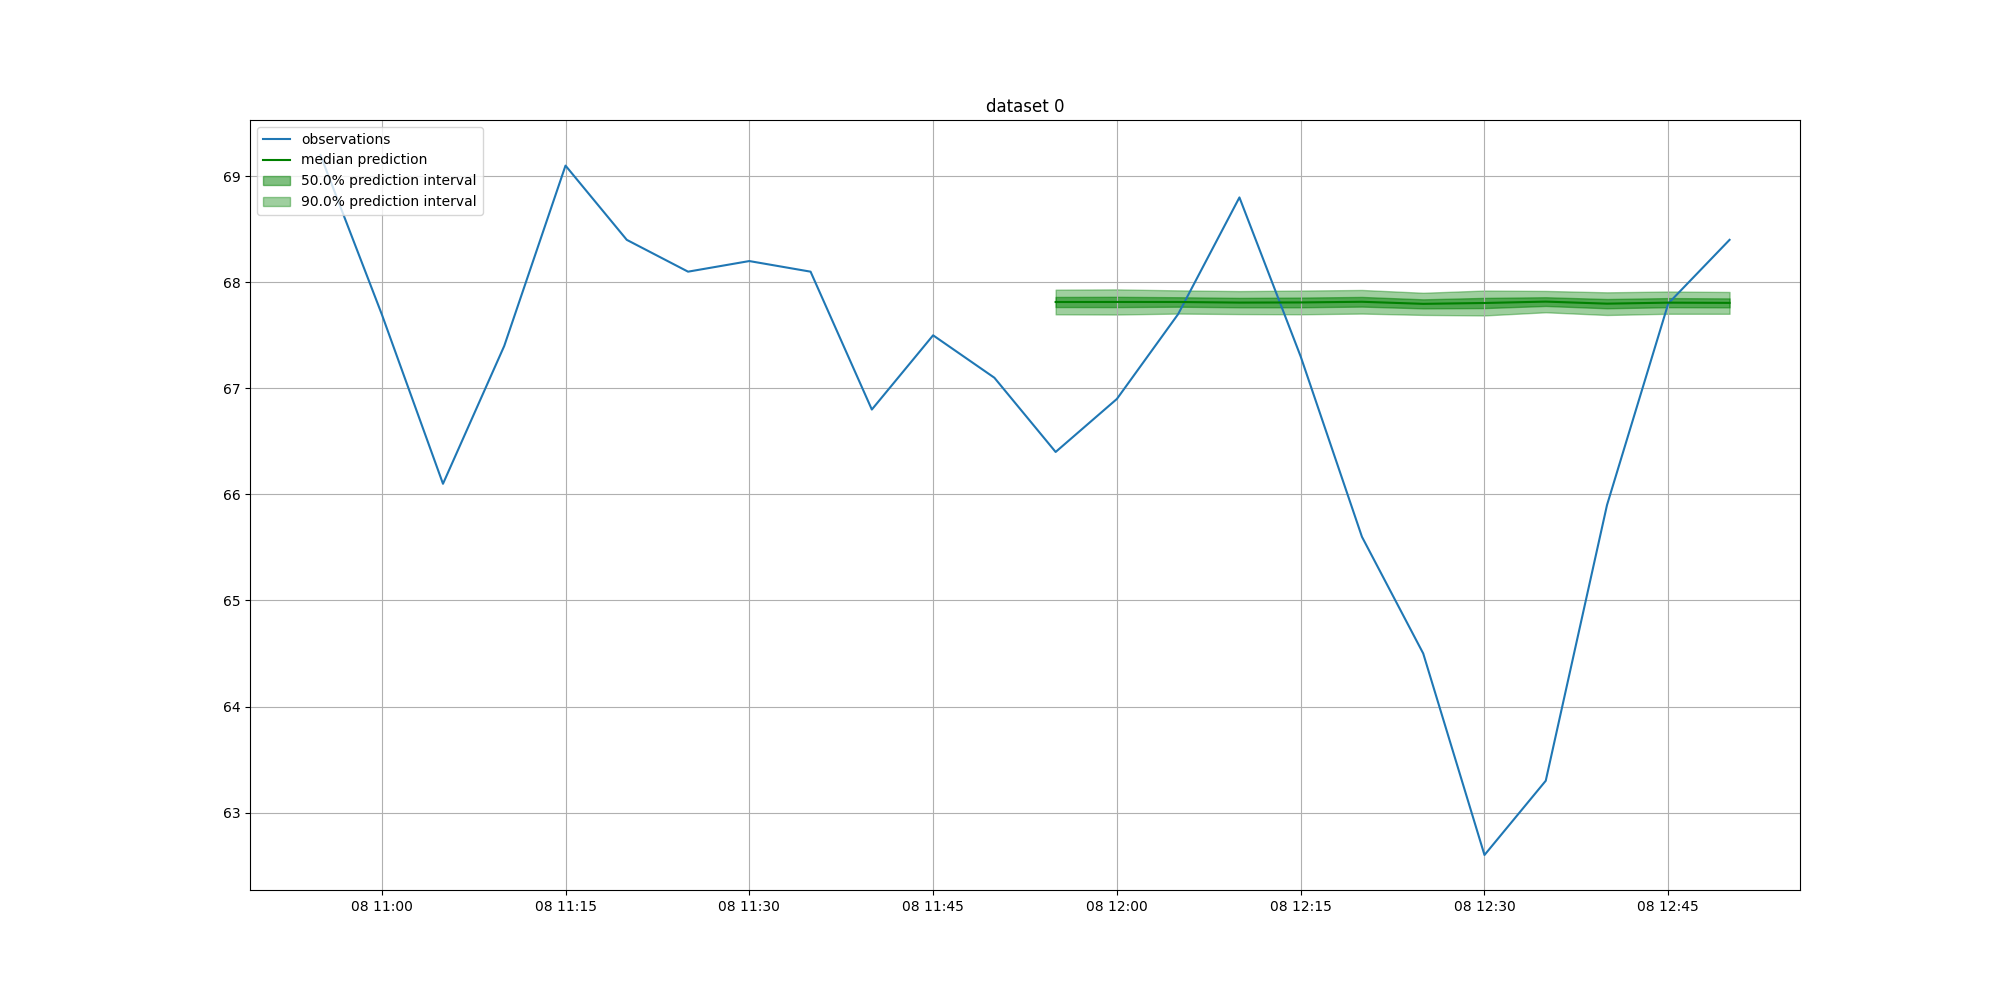 dataset 0
observations
median prediction
50.0% prediction interval
90.0% prediction interval
69
68
67
66
65
64
63
08 11:00 08 11:15 08 11:30 08 11:45 08 12:00 08 12:15 08 12:30 08 12:45